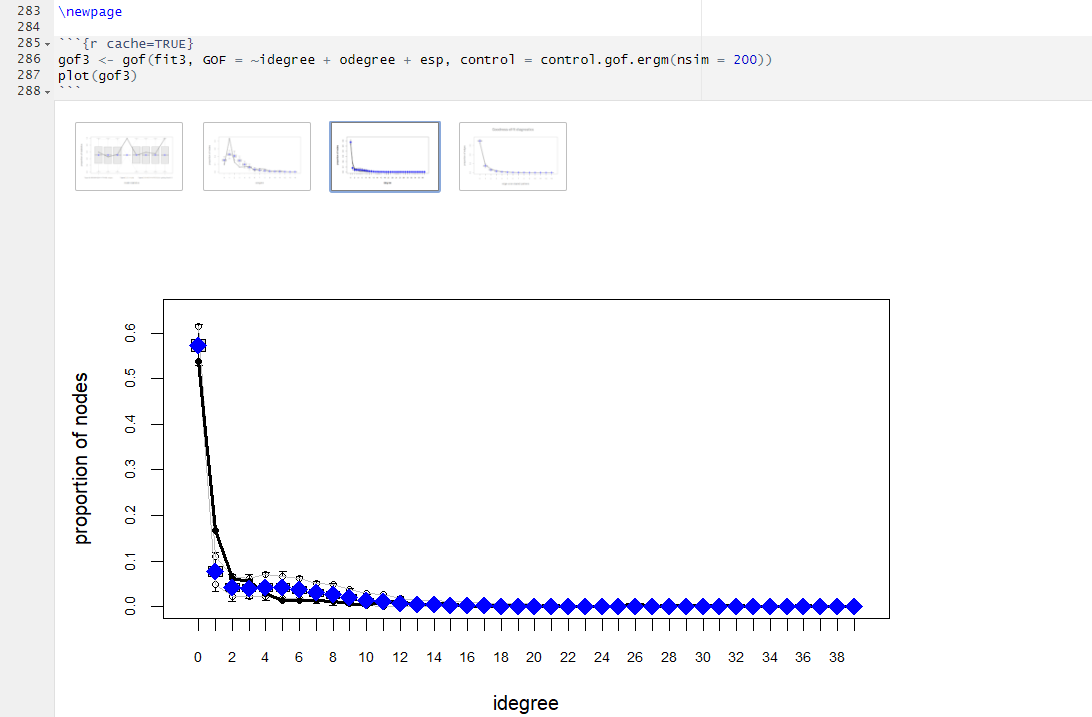 283 \newpage
284
285 ```{r cache=TRUE}
286 gof3 <- gof(fit3, GOF = ~idegree + odegree + esp, control = control.gof.ergm(nsim = 200))
287 plot(gof3)
288 ```
0.6
0.5
0.4
0.3
0.2
0.1
0.0
proportion of nodes
0 2 4 6 8 10 12 14 16 18 20 22 24 26 28 30 32 34 36 38
idegree